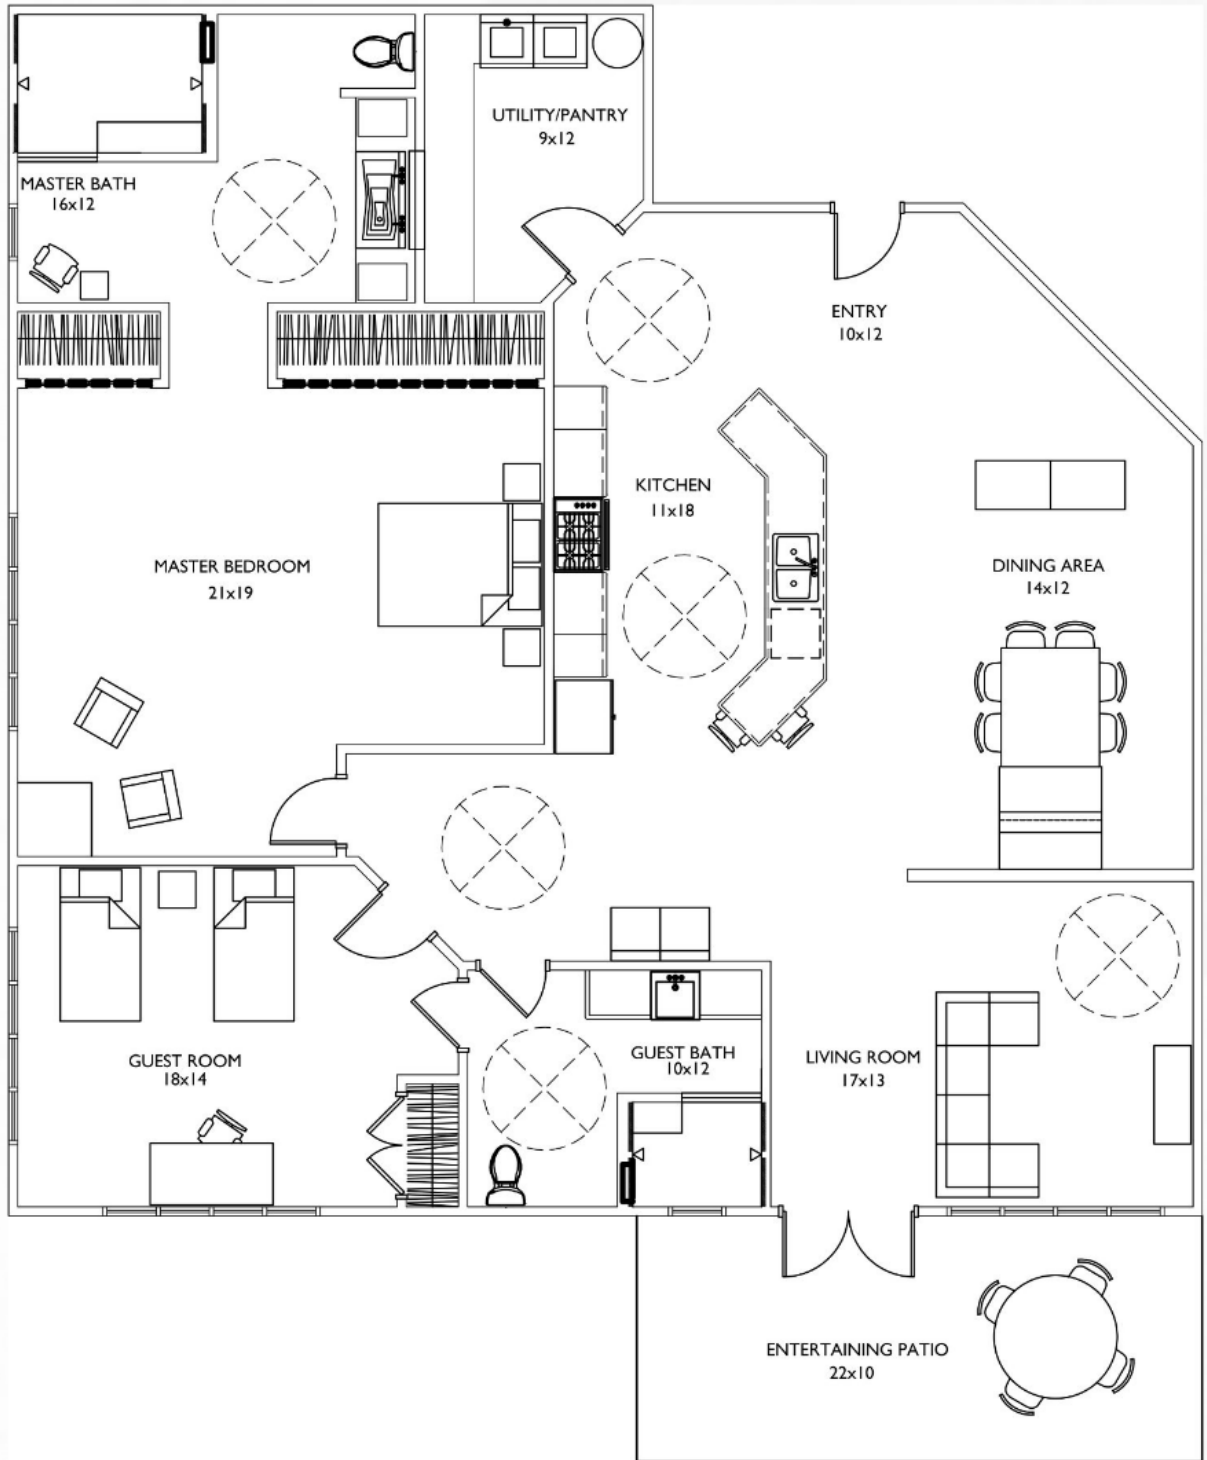 UTILITY/PANTRY
9x12
MASTER BATH
16x12
ENTRY
10x12
KITCHEN
11x18
MASTER BEDROOM
21x19
DINING AREA
14x12
GUEST ROOM
18x14
GUEST BATH
10x12
LIVING ROOM
17x13
ENTERTAINING PATIO
22x10